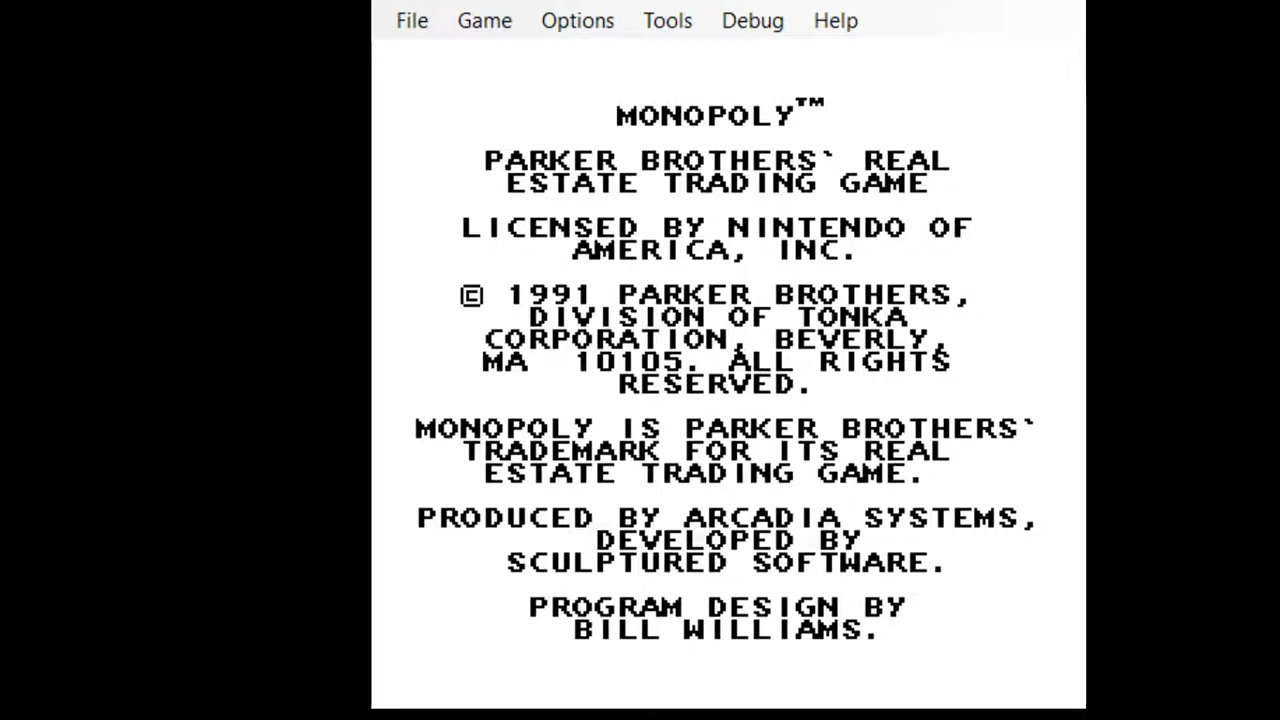 File Game Options Tools Debug Help
MONOPOLY™
PARKER BROTHERS` REAL
ESTATE TRADING GAME
LICENSED BY NINTENDO OF
AMERICA, INC.
© 1991 PARKER BROTHERS,
DIVISION OF TONKA
CORPORATION, BEVERLY,
MA 10105. ALL RIGHTS
RESERVED.
MONOPOLY IS PARKER BROTHERS`
TRADEMARK FOR ITS REAL
ESTATE TRADING GAME.
PRODUCED BY ARCADIA SYSTEMS,
DEVELOPED BY
SCULPTURED SOFTWARE.
PROGRAM DESIGN BY
BILL WILLIAMS.